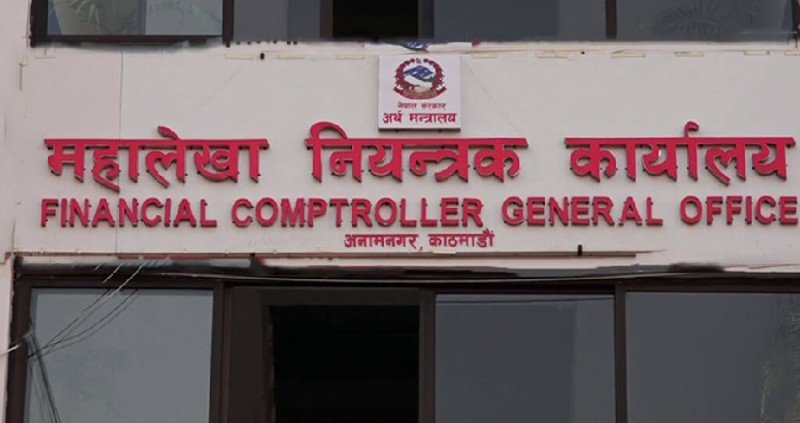 नेपाल सरकार
अर्थ मन्त्रालय
महालेखा नियन्त्रक कार्यालय
FINANCIAL COMPTROLLER GENERAL OFFICE
अनामनगर, काठमाडौं